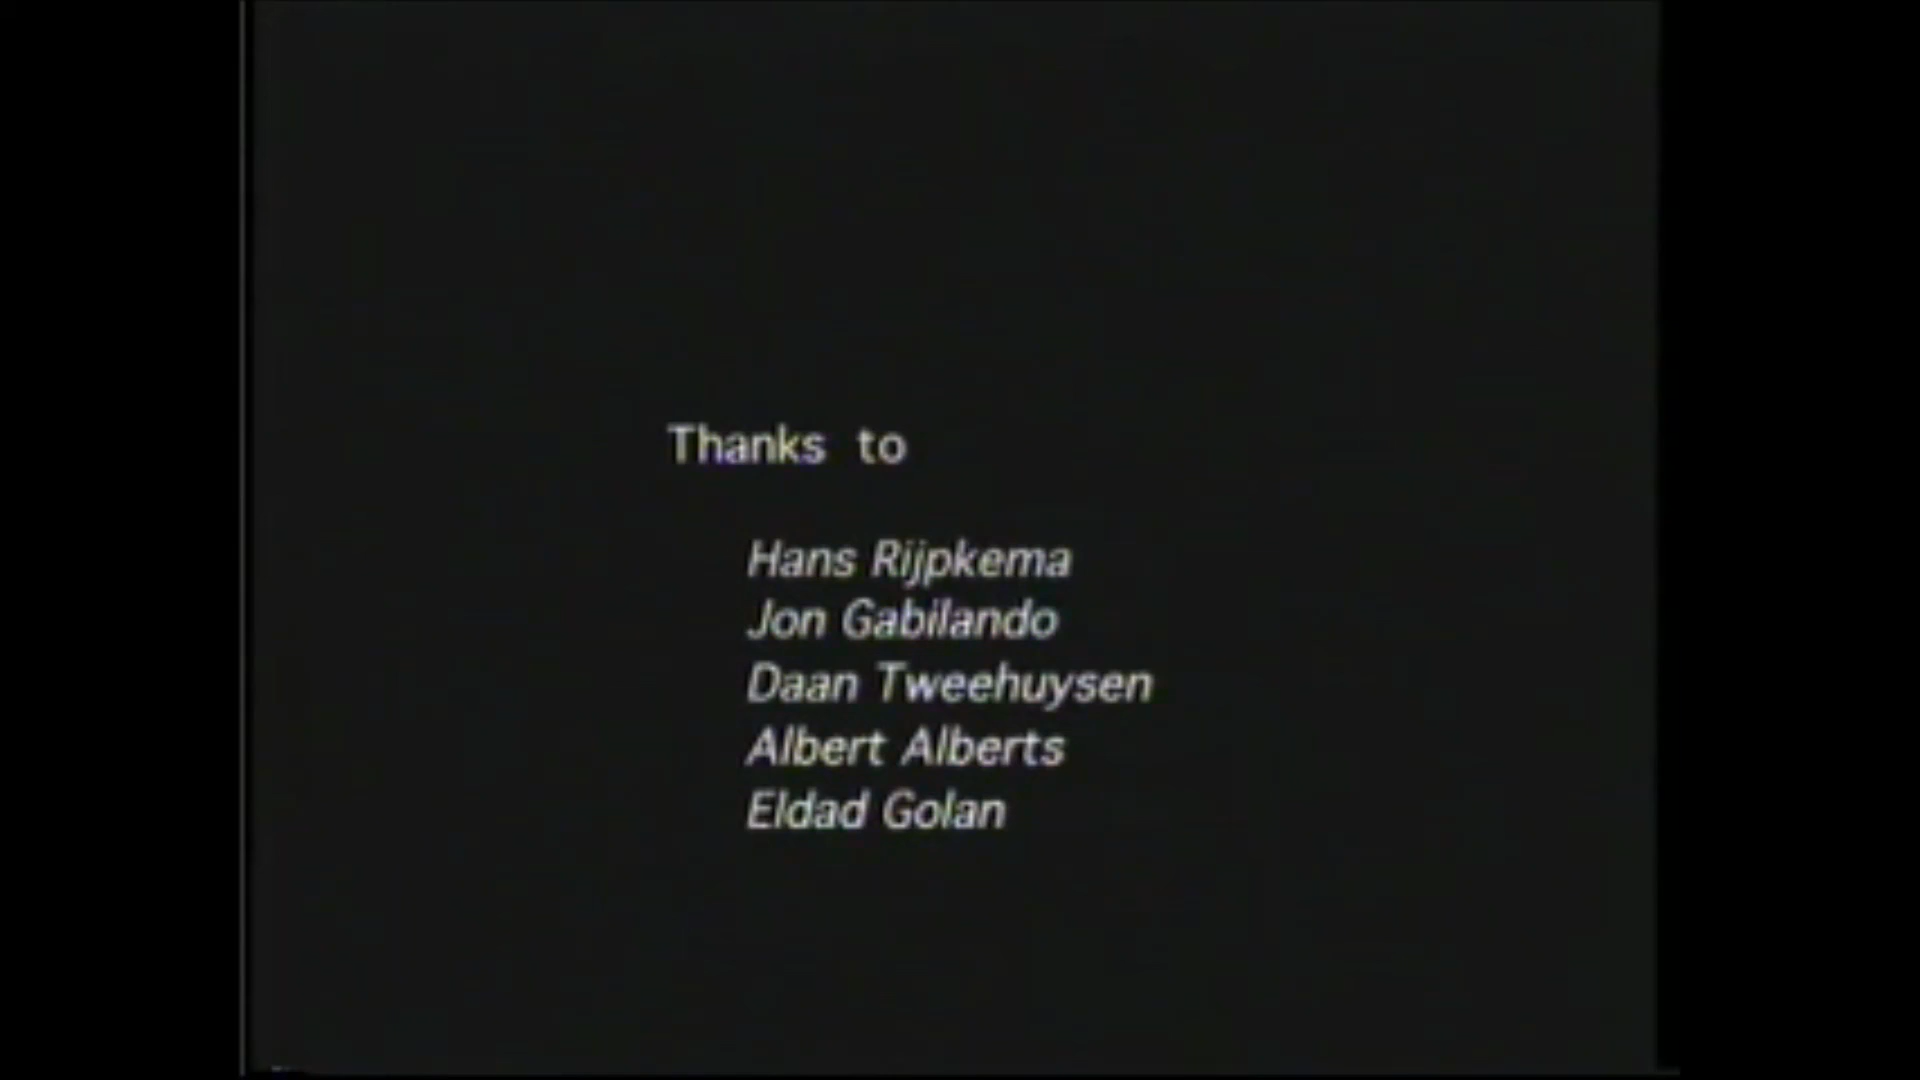 Thanks to
Hans Rijpkema
Jon Gabilando
Daan Tweehuysen
Albert Alberts
Eldad Golan